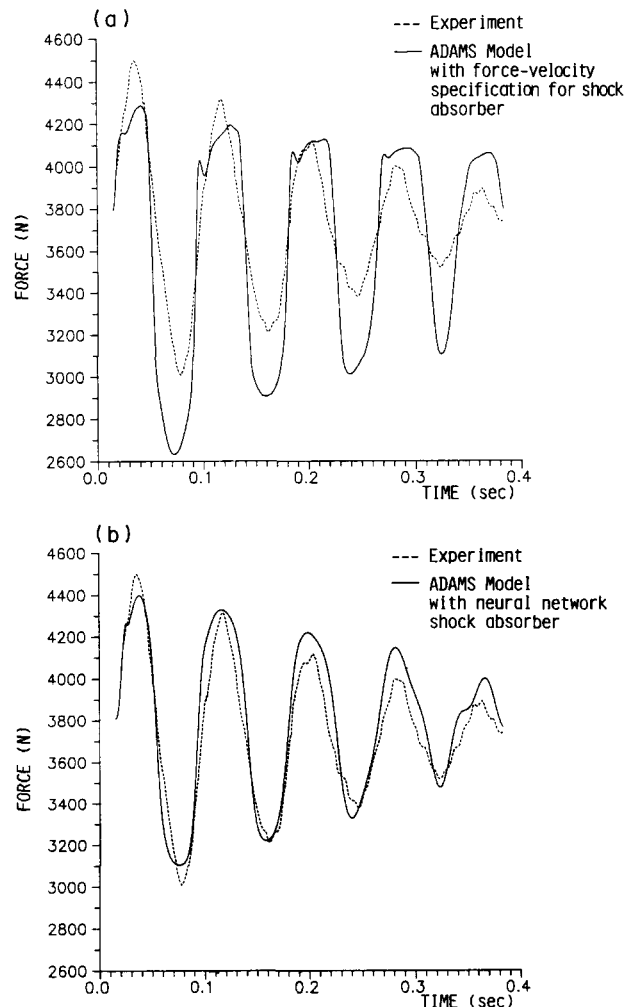 (a)
--- Experiment
— ADAMS Model
with force-velocity
specification for shock
absorber
FORCE (N)
4600
4400
4200
4000
3800
3600
3400
3200
3000
2800
2600
0.0 0.1 0.2 0.3 0.4
TIME (sec)
(b)
--- Experiment
— ADAMS Model
with neural network
shock absorber
FORCE (N)
4600
4400
4200
4000
3800
3600
3400
3200
3000
2800
2600
0.0 0.1 0.2 0.3 0.4
TIME (sec)